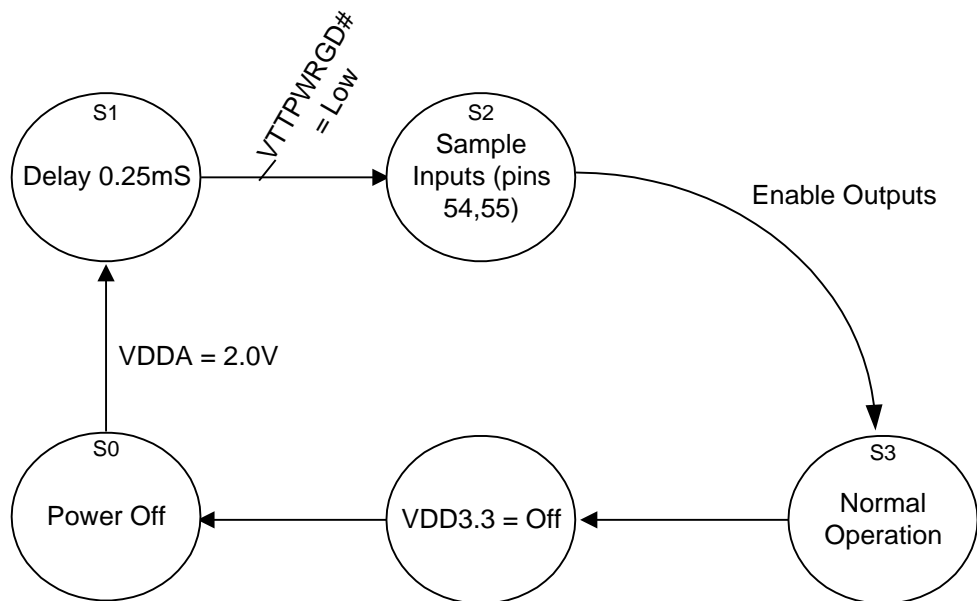 VTTPWRGD#
= Low
S1
Delay 0.25mS
S2
Sample
Inputs (pins
54,55)
Enable Outputs
VDDA = 2.0V
S0
Power Off
VDD3.3 = Off
S3
Normal
Operation